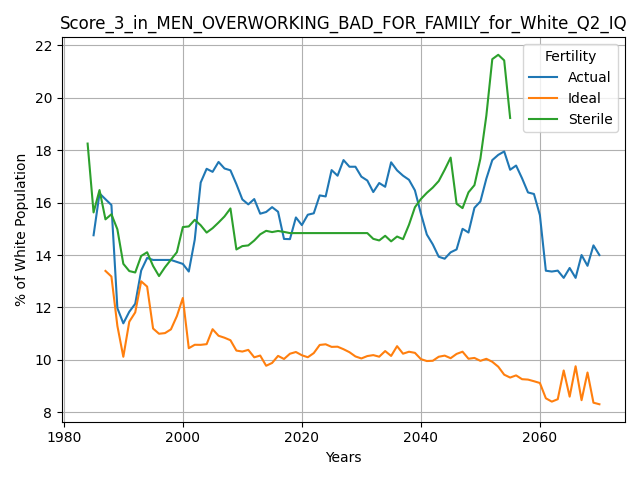 Score_3_in_MEN_OVERWORKING_BAD_FOR_FAMILY_for_White_Q2_IQ
% of White Population
22
20
18
16
14
12
10
8
1980
2000
2020
2040
2060
Years
Fertility
Actual
Ideal
Sterile